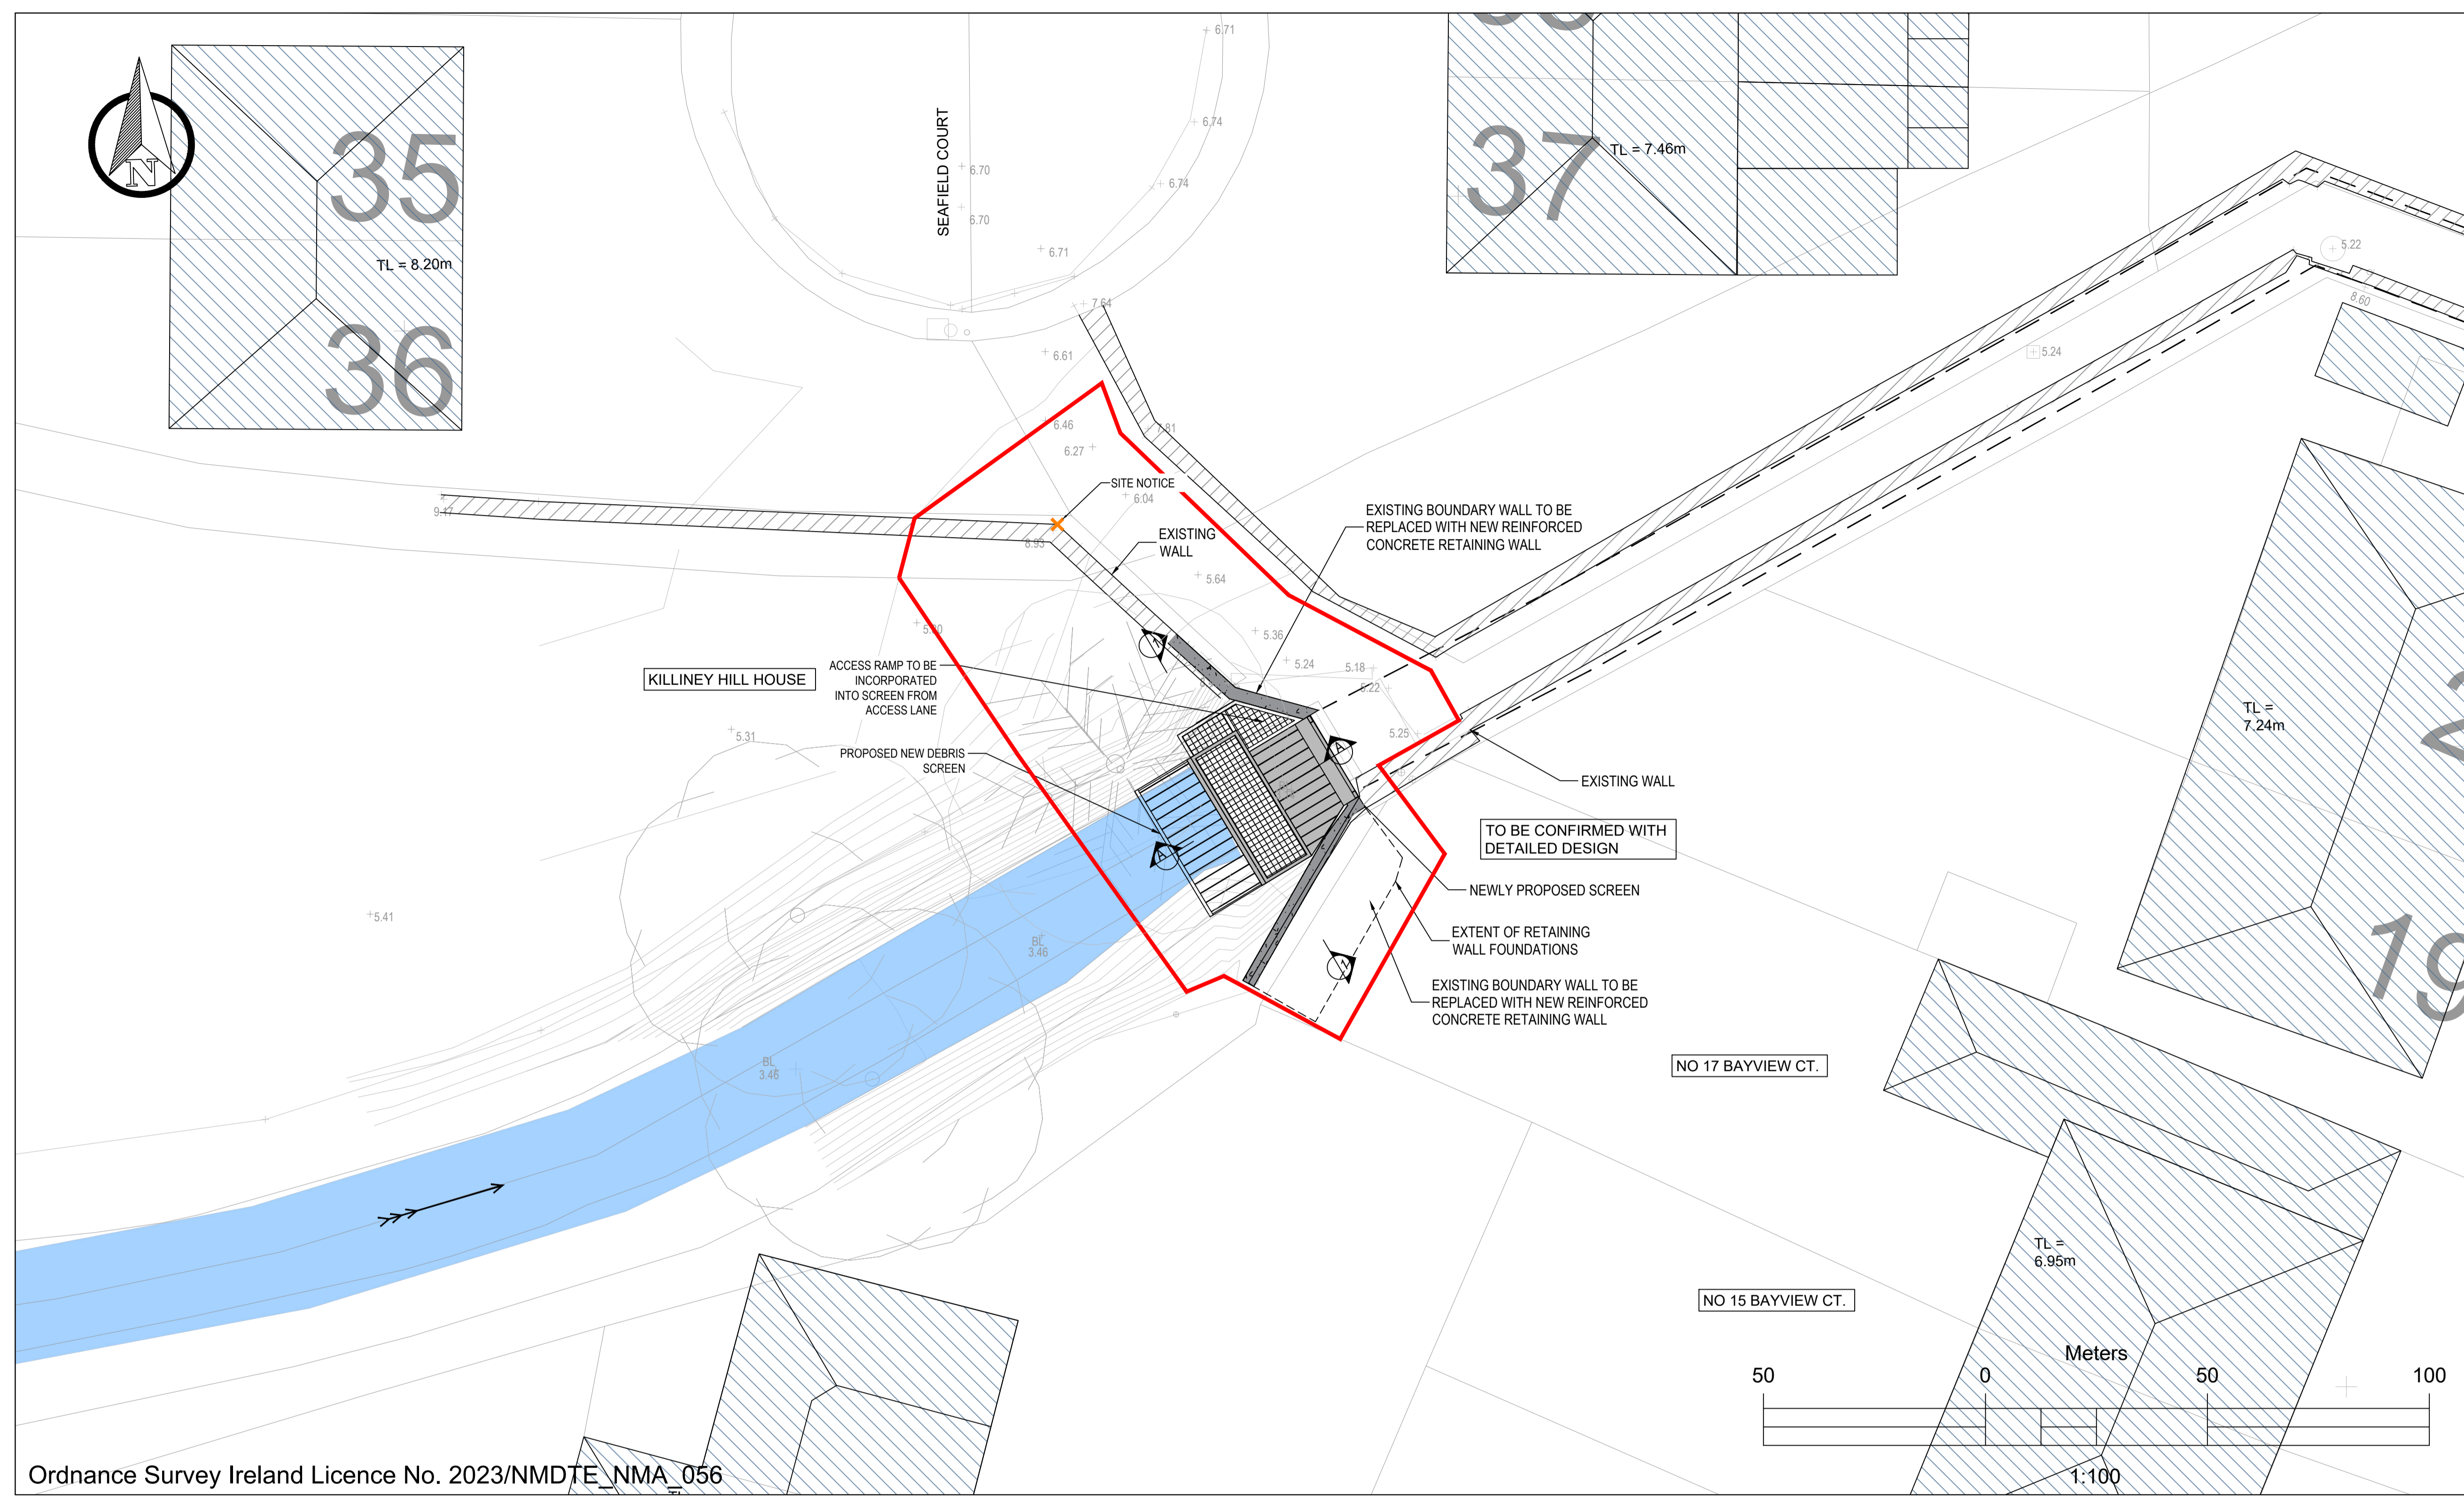 6.71
6.74
6.74
6.70
6.70
6.71
SEAFIELD COURT
35
36
TL = 8.20m
N
37
TL = 7.46m
7.64
6.61
6.46
6.27
7.81
SITE NOTICE
6.04
9.17
8.93
EXISTING
WALL
5.64
EXISTING BOUNDARY WALL TO BE
REPLACED WITH NEW REINFORCED
CONCRETE RETAINING WALL
5.22
8.60
5.24
5.36
5.24
5.18
5.22
5.25
KILLINEY HILL HOUSE
ACCESS RAMP TO BE
INCORPORATED
INTO SCREEN FROM
ACCESS LANE
5.31
PROPOSED NEW DEBRIS
SCREEN
1
A
A
1
EXISTING WALL
TO BE CONFIRMED WITH
DETAILED DESIGN
NEWLY PROPOSED SCREEN
EXTENT OF RETAINING
WALL FOUNDATIONS
EXISTING BOUNDARY WALL TO BE
REPLACED WITH NEW REINFORCED
CONCRETE RETAINING WALL
5.41
BL
3.46
BL
3.46
TL =
7.24m
19
NO 17 BAYVIEW CT.
TL =
6.95m
NO 15 BAYVIEW CT.
Meters
50 0 50 100
1:100
Ordnance Survey Ireland Licence No. 2023/NMDTE_NMA_056